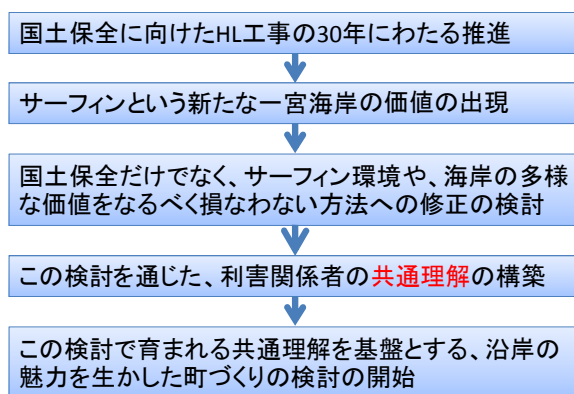 国土保全に向けたHL工事の30年にわたる推進
サーフィンという新たな一宮海岸の価値の出現
国土保全だけでなく、サーフィン環境や、海岸の多様
な価値をなるべく損なわない方法への修正の検討
この検討を通じた、利害関係者の共通理解の構築
この検討で育まれる共通理解を基盤とする、沿岸の
魅力を生かした町づくりの検討の開始